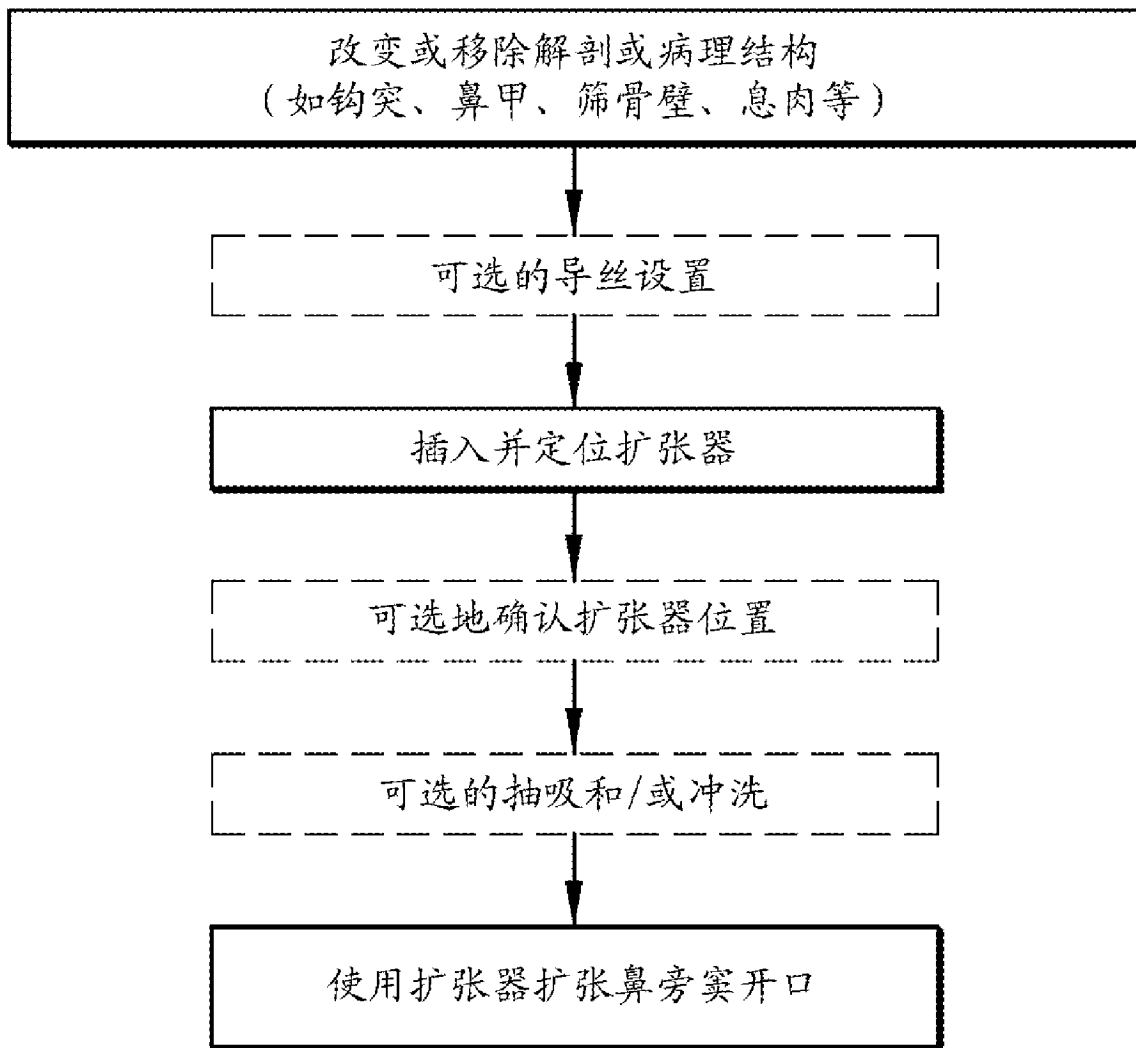 改变或移除解剖或病理结构
（如钩突、鼻甲、筛骨壁、息肉等）
可选的导丝设置
插入并定位扩张器
可选地确认扩张器位置
可选的抽吸和/或冲洗
使用扩张器扩张鼻旁窦开口